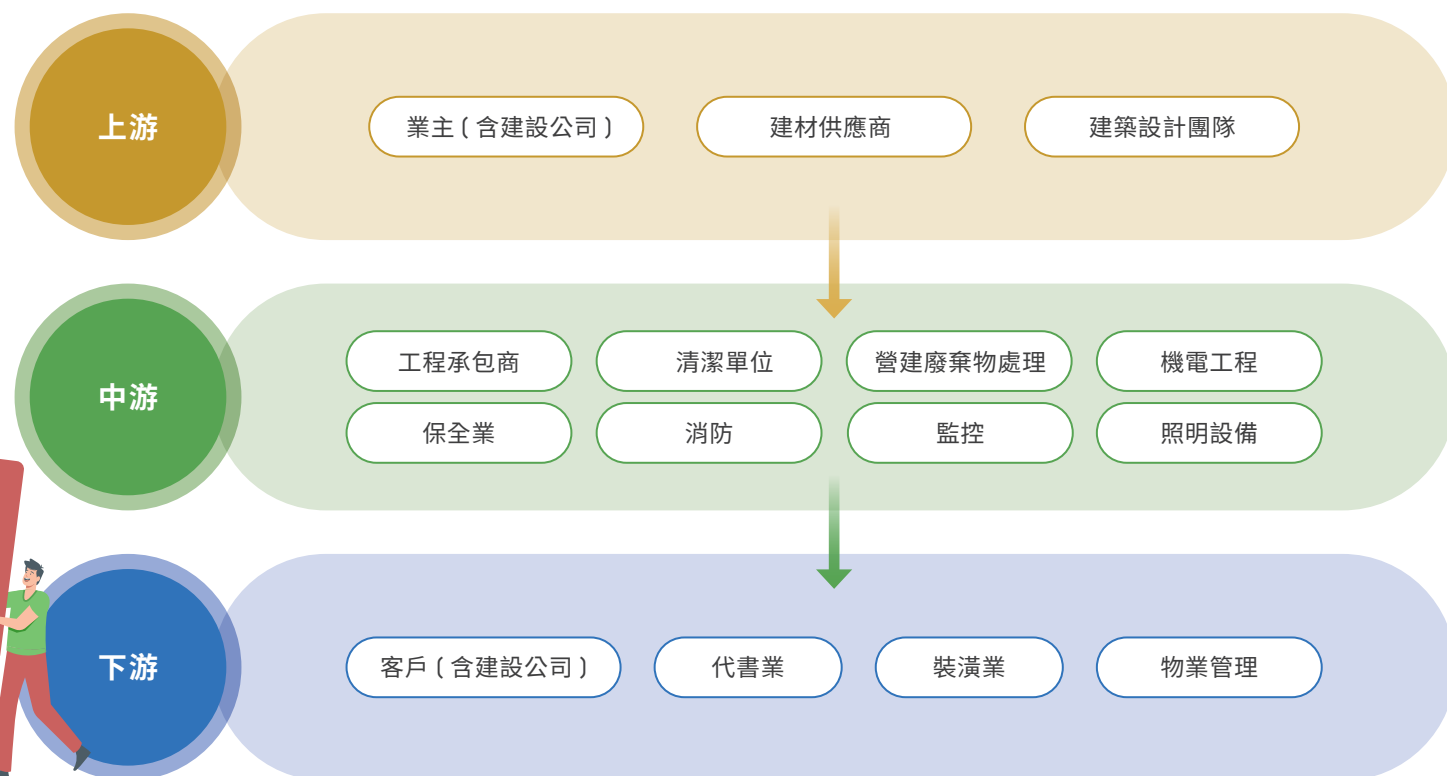 上游
業主（含建設公司）
建材供應商
建築設計團隊
中游
工程承包商
清潔單位
營建廢棄物處理
機電工程
保全業
消防
監控
照明設備
下游
客戶（含建設公司）
代書業
裝潢業
物業管理